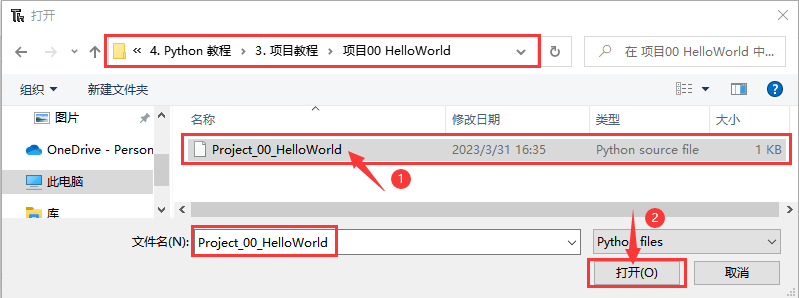 打开
« 4. Python 教程 > 3. 项目教程 > 项目00 HelloWorld
在 项目00 HelloWorld 中...
组织
新建文件夹
?
图片
OneDrive - Person
此电脑
库
名称
修改日期
类型
大小
Project_00_HelloWorld
2023/3/31 16:35
Python source file
1 KB
1
文件名(N):
Project_00_HelloWorld
Python files
2
打开(O)
取消